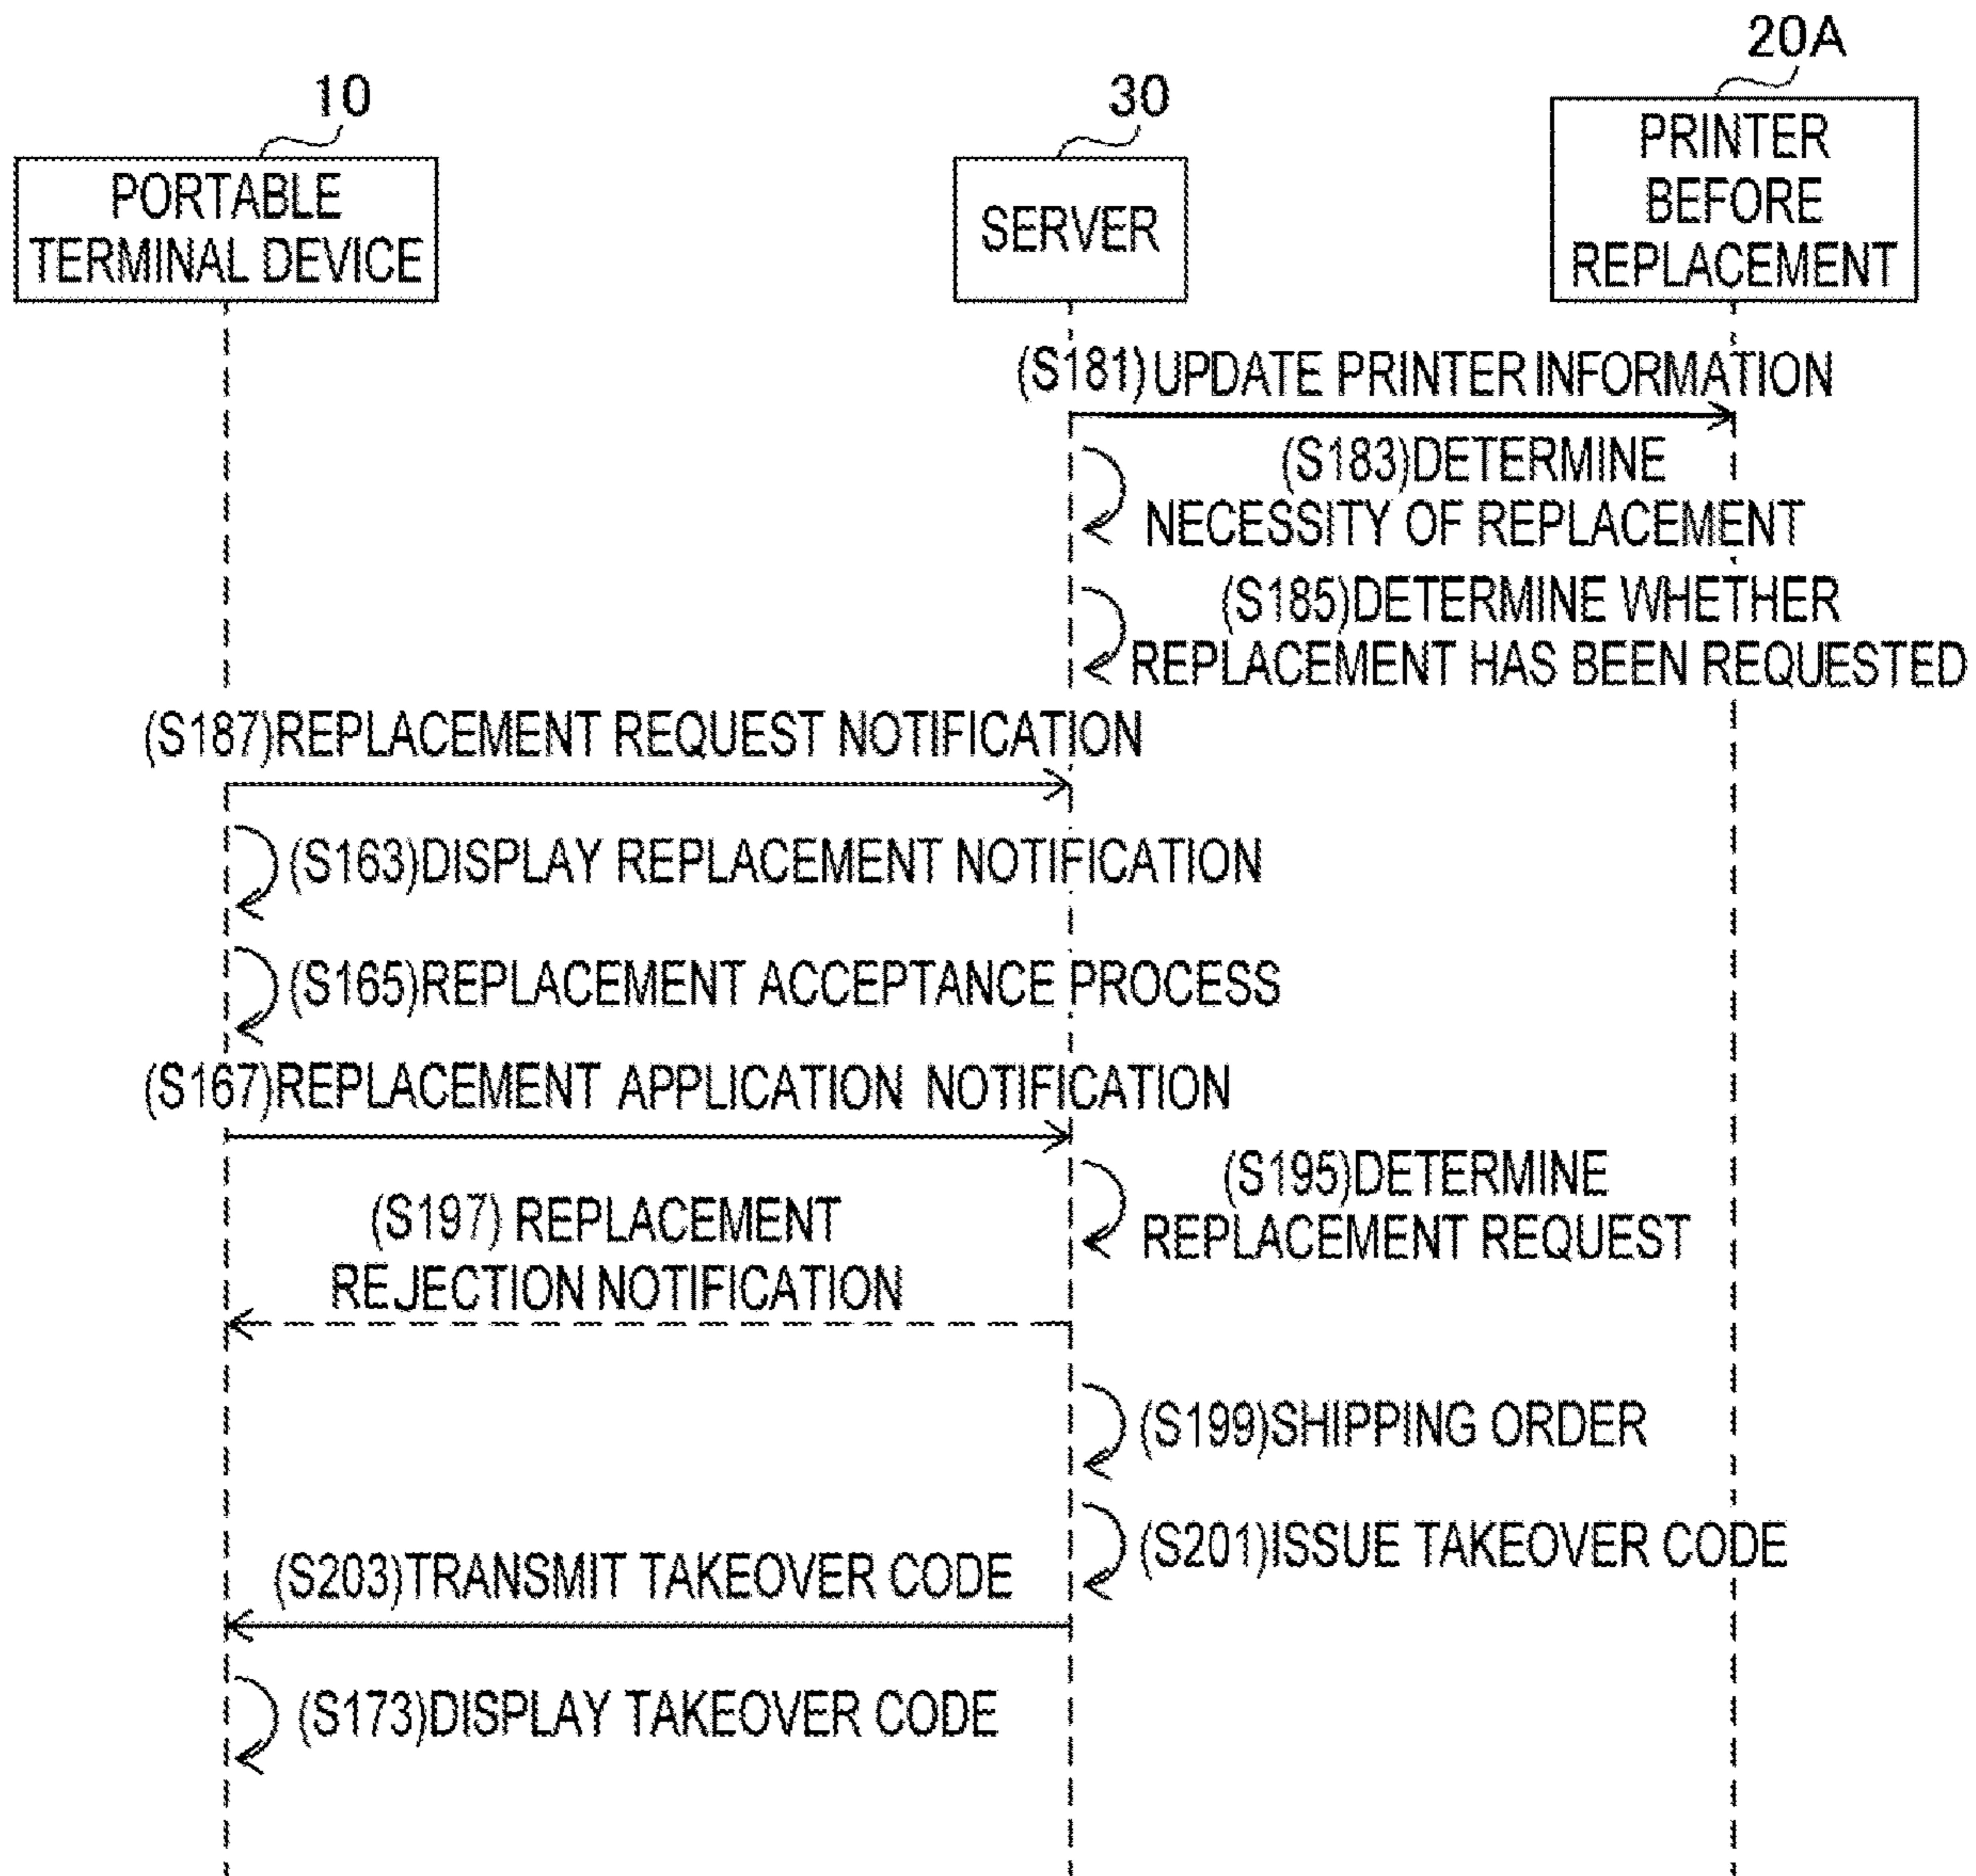 20A
10
30
PORTABLE
TERMINAL DEVICE
SERVER
PRINTER
BEFORE
REPLACEMENT
(S181)UPDATE PRINTER INFORMATION
(S183)DETERMINE
NECESSITY OF REPLACEMENT
(S185)DETERMINE WHETHER
REPLACEMENT HAS BEEN REQUESTED
(S187)REPLACEMENT REQUEST NOTIFICATION
(S163)DISPLAY REPLACEMENT NOTIFICATION
(S165)REPLACEMENT ACCEPTANCE PROCESS
(S167)REPLACEMENT APPLICATION NOTIFICATION
(S195)DETERMINE
REPLACEMENT REQUEST
(S197) REPLACEMENT
REJECTION NOTIFICATION
(S199)SHIPPING ORDER
(S201)ISSUE TAKEOVER CODE
(S203)TRANSMIT TAKEOVER CODE
(S173)DISPLAY TAKEOVER CODE